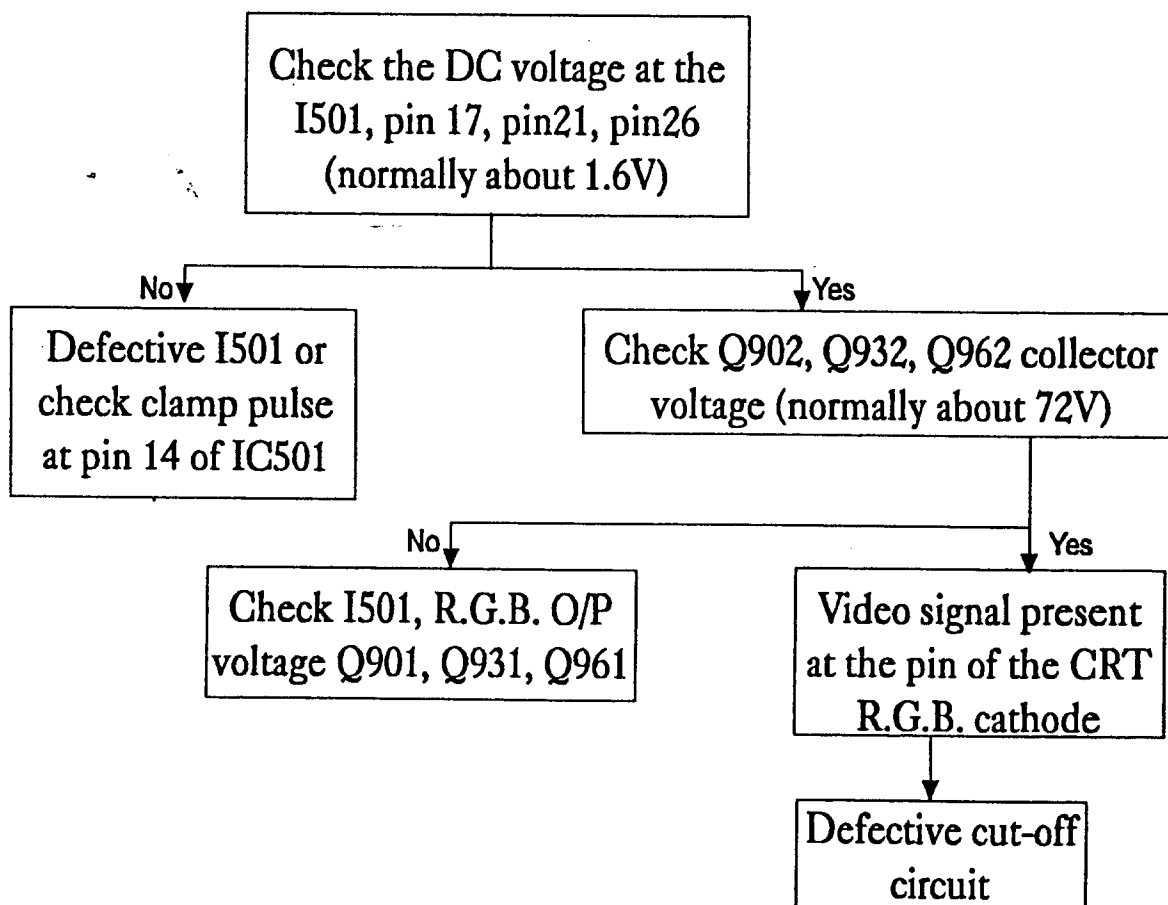 Check the DC voltage at the
I501, pin 17, pin21, pin26
(normally about 1.6V)
No
Yes
Defective I501 or
check clamp pulse
at pin 14 of IC501
Check Q902, Q932, Q962 collector
voltage (normally about 72V)
No
Yes
Check I501, R.G.B. O/P
voltage Q901, Q931, Q961
Video signal present
at the pin of the CRT
R.G.B. cathode
Defective cut-off
circuit